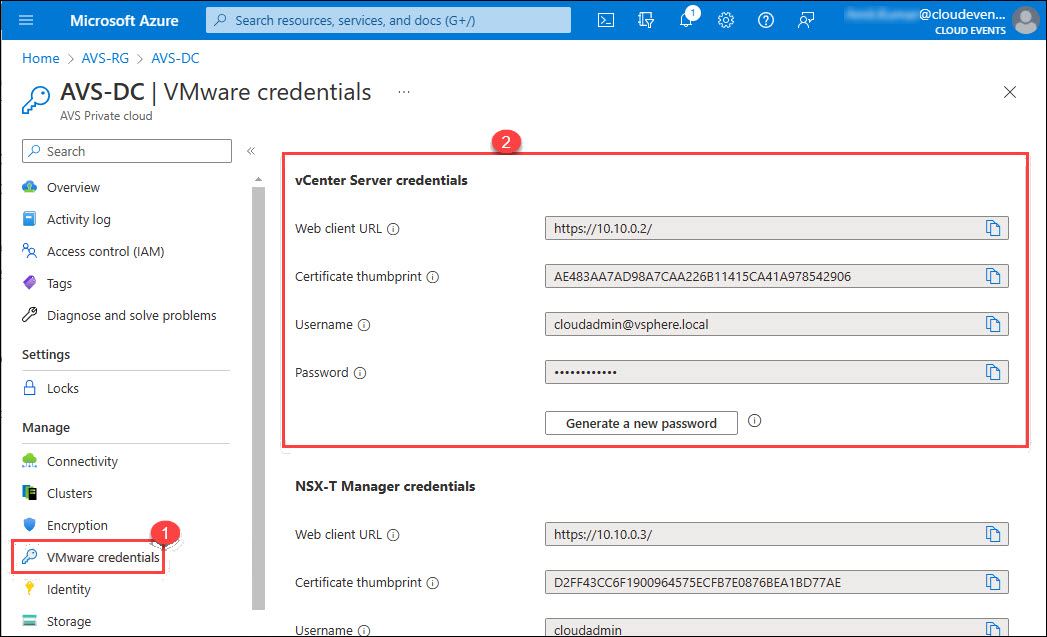 Microsoft Azure
Search resources, services, and docs (G+/)
1
@cloudeven...
CLOUD EVENTS
Home > AVS-RG > AVS-DC
AVS-DC | VMware credentials ...
AVS Private cloud
Search
«
Overview
Activity log
Access control (IAM)
Tags
Diagnose and solve problems
Settings
Locks
Manage
Connectivity
Clusters
Encryption
1
VMware credentials
Identity
Storage
2
vCenter Server credentials
Web client URL
https://10.10.0.2/
Certificate thumbprint
AE483AA7AD98A7CAA226B11415CA41A978542906
Username
cloudadmin@vsphere.local
Password
••••••••••••
Generate a new password
NSX-T Manager credentials
Web client URL
https://10.10.0.3/
Certificate thumbprint
D2FF43CC6F1900964575ECFB7E0876BEA1BD77AE
Username
cloudadmin